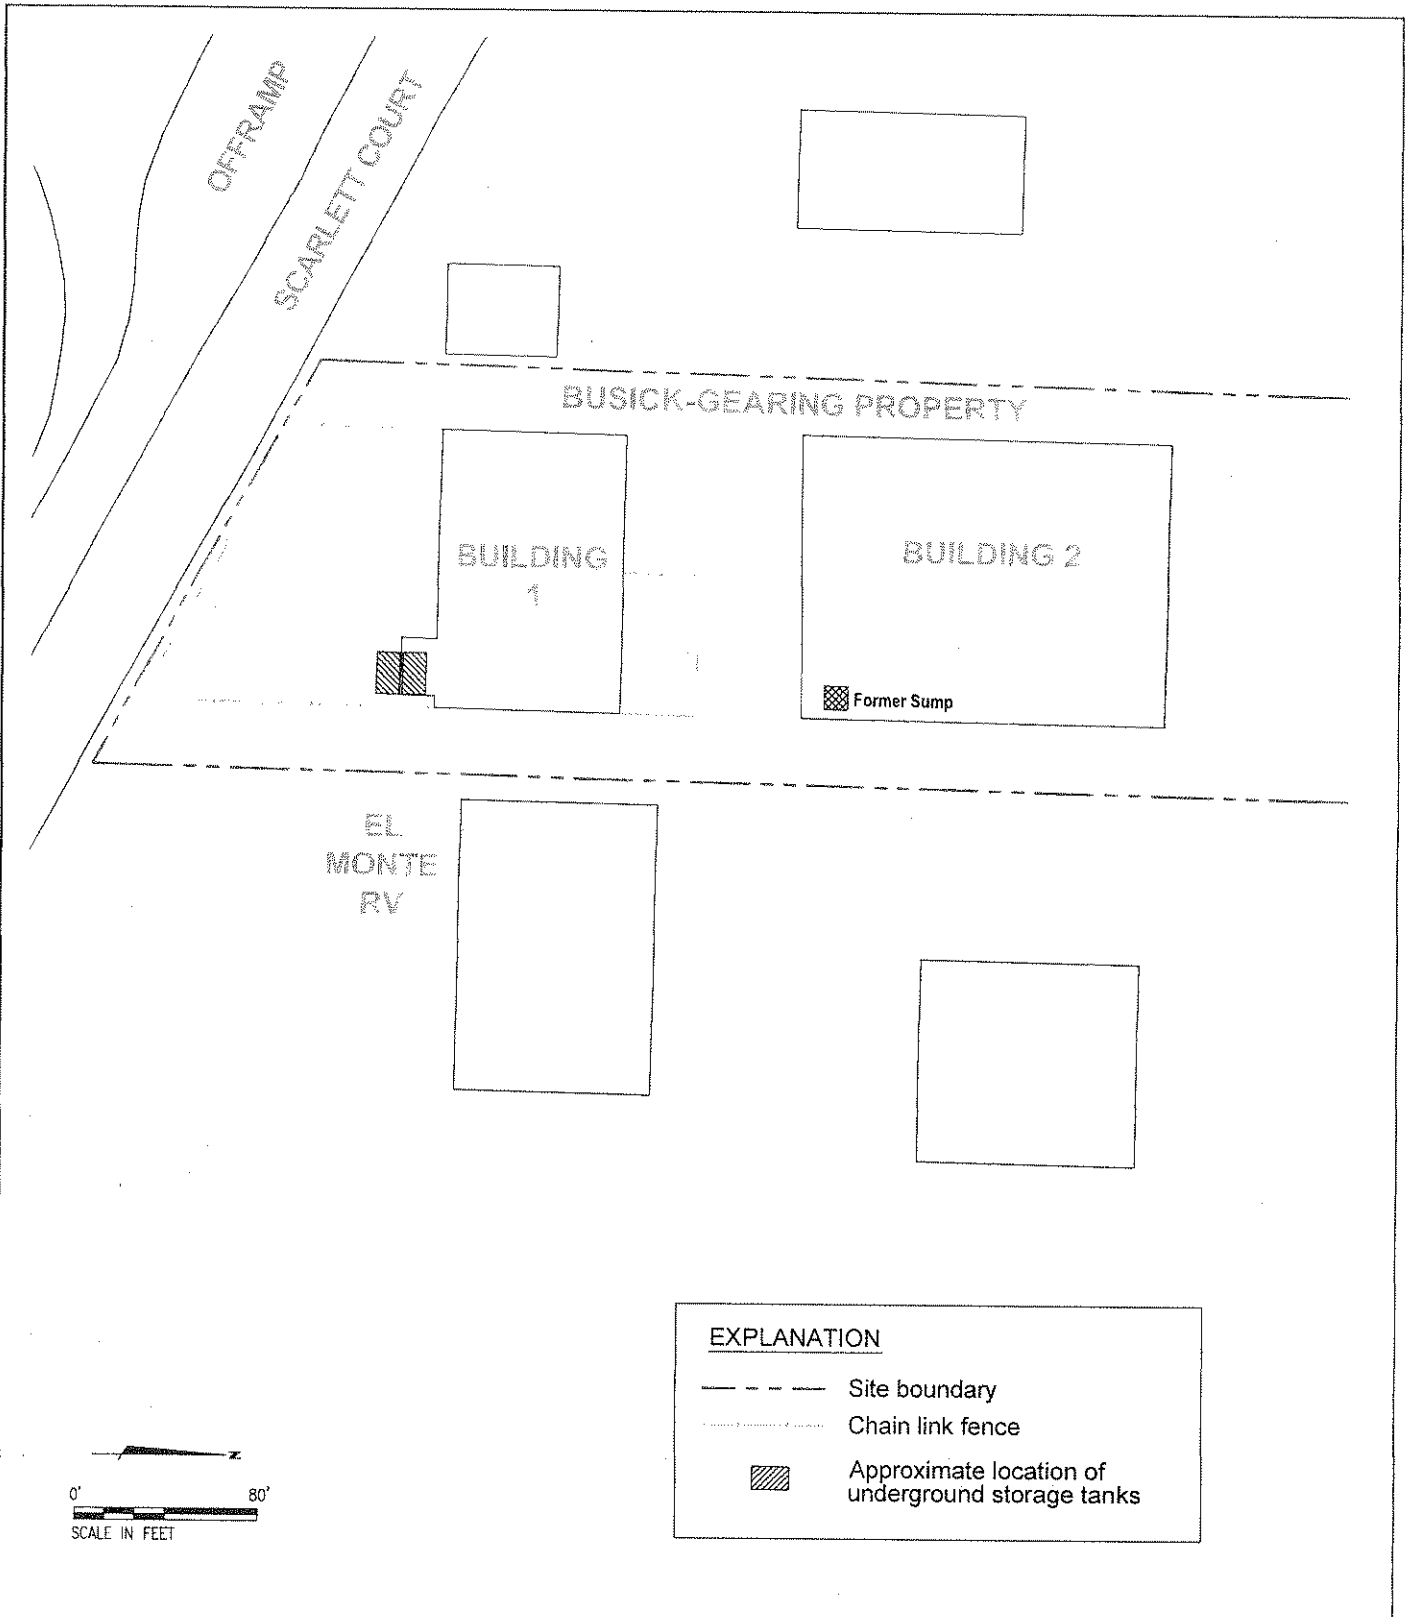 OFFRAMP
SCARLETT COURT
BUSICK-GEARING PROPERTY
BUILDING
1
BUILDING 2
Former Sump
EL
MONTE
RV
EXPLANATION
Site boundary
Chain link fence
Approximate location of
underground storage tanks
Z
0' 80'
SCALE IN FEET